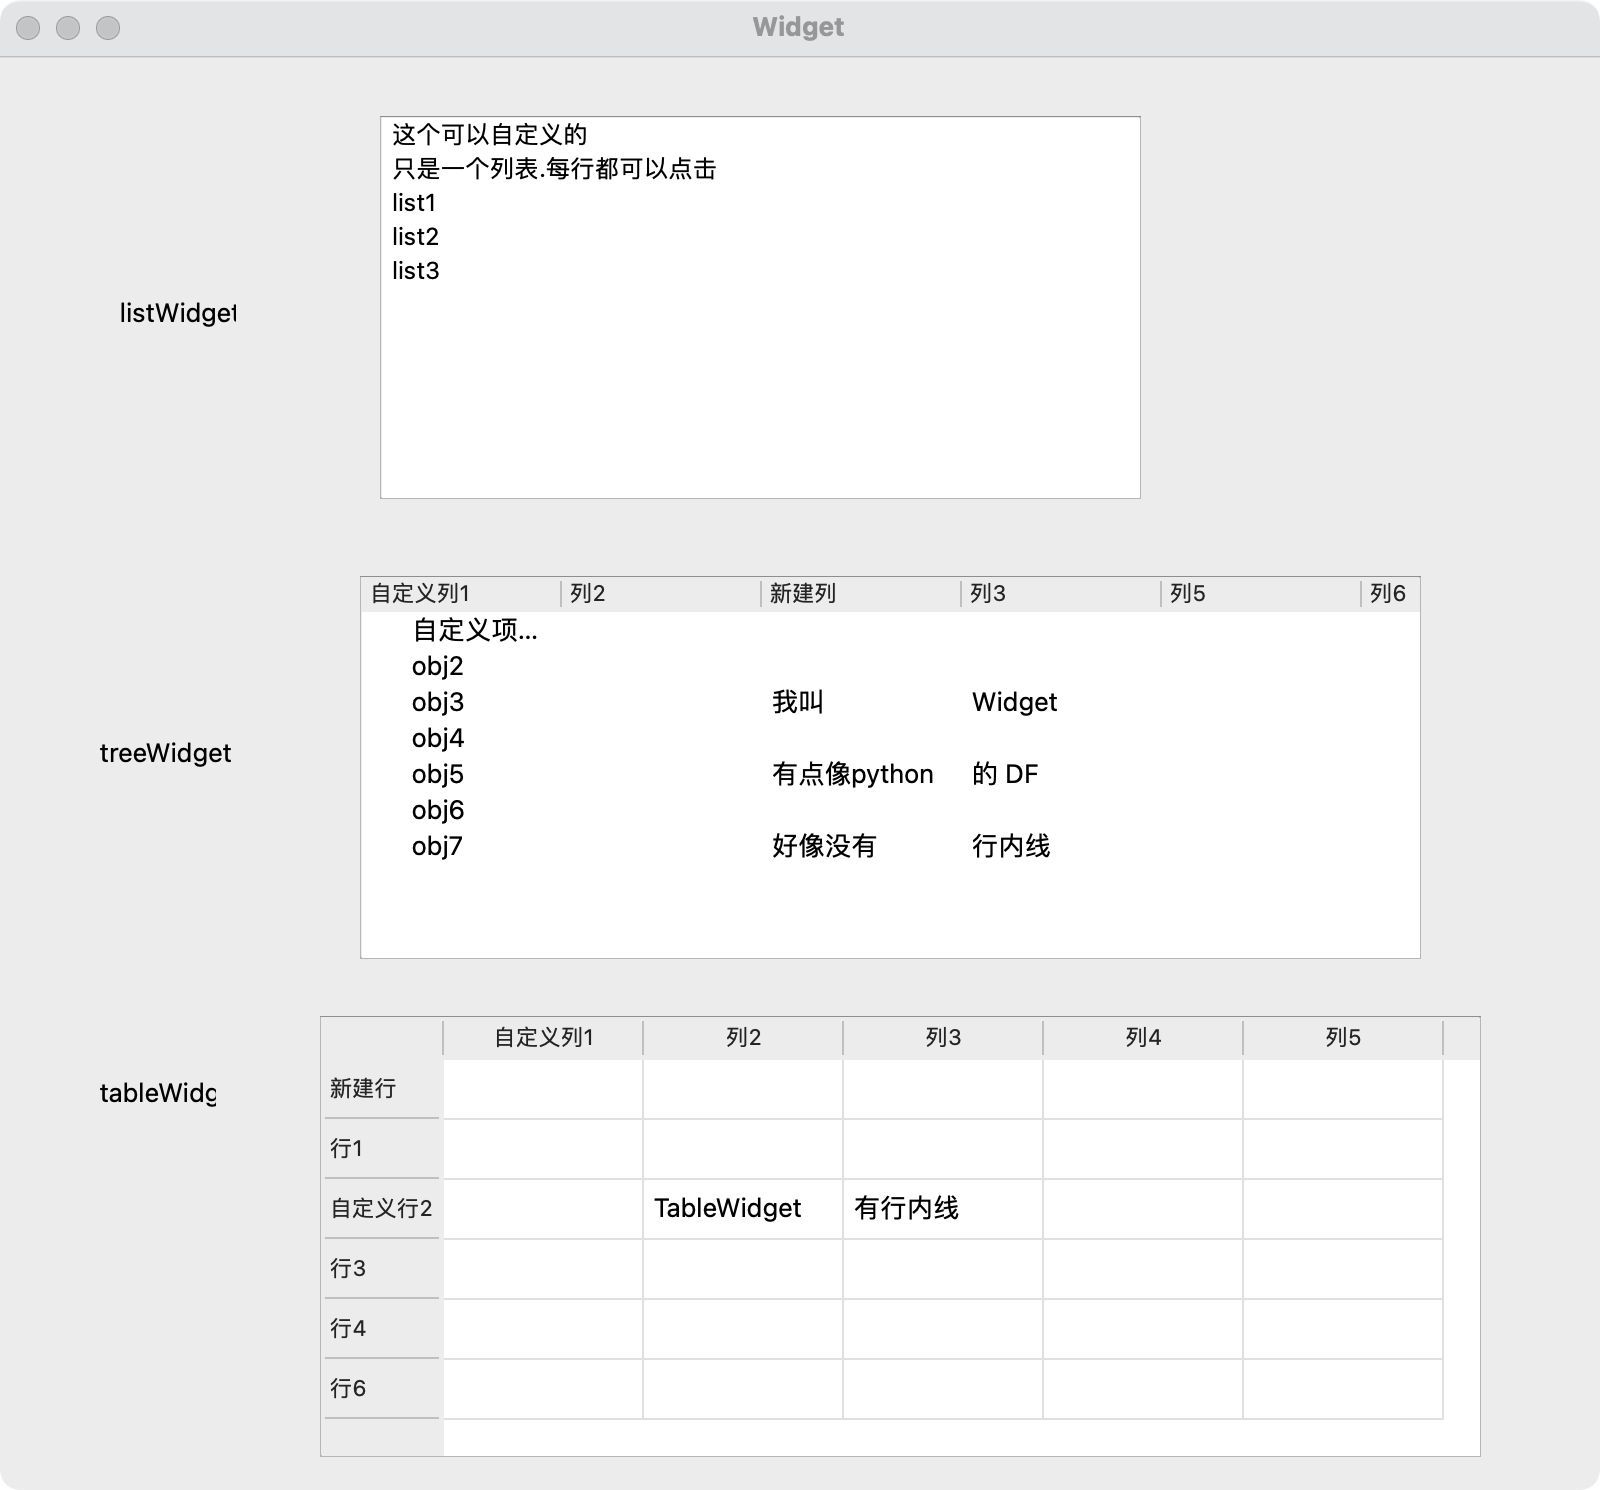 Widget
这个可以自定义的
只是一个列表.每行都可以点击
list1
list2
list3
listWidget
自定义列1 列2 新建列 列3 列5 列6
自定义项...
obj2
obj3 我叫 Widget
obj4
treeWidget
obj5 有点像python 的 DF
obj6
obj7 好像没有 行内线
自定义列1 列2 列3 列4 列5
新建行
tableWidg
行1
自定义行2 TableWidget 有行内线
行3
行4
行6